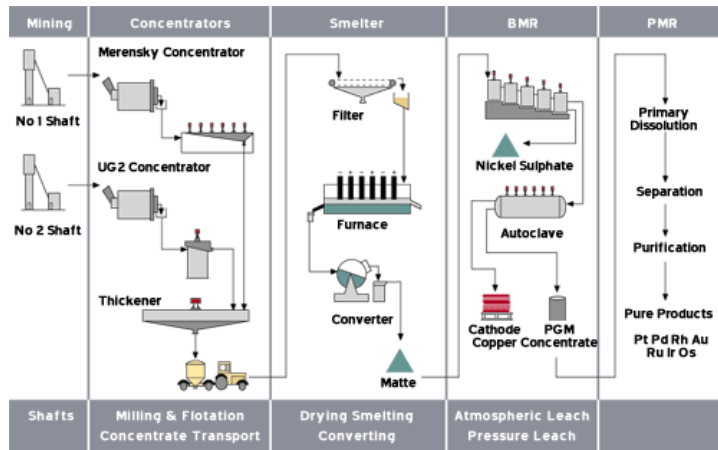 Mining
Concentrators
Smelter
BMR
PMR
Merensky Concentrator
No 1 Shaft
UG2 Concentrator
No 2 Shaft
Thickener
Filter
Furnace
Converter
Matte
Nickel Sulphate
Autoclave
Cathode
Copper
PGM
Concentrate
Primary
Dissolution
Separation
Purification
Pure Products
Pt Pd Rh Au
Ru Ir Os
Shafts
Milling & Flotation
Concentrate Transport
Drying Smelting
Converting
Atmospheric Leach
Pressure Leach